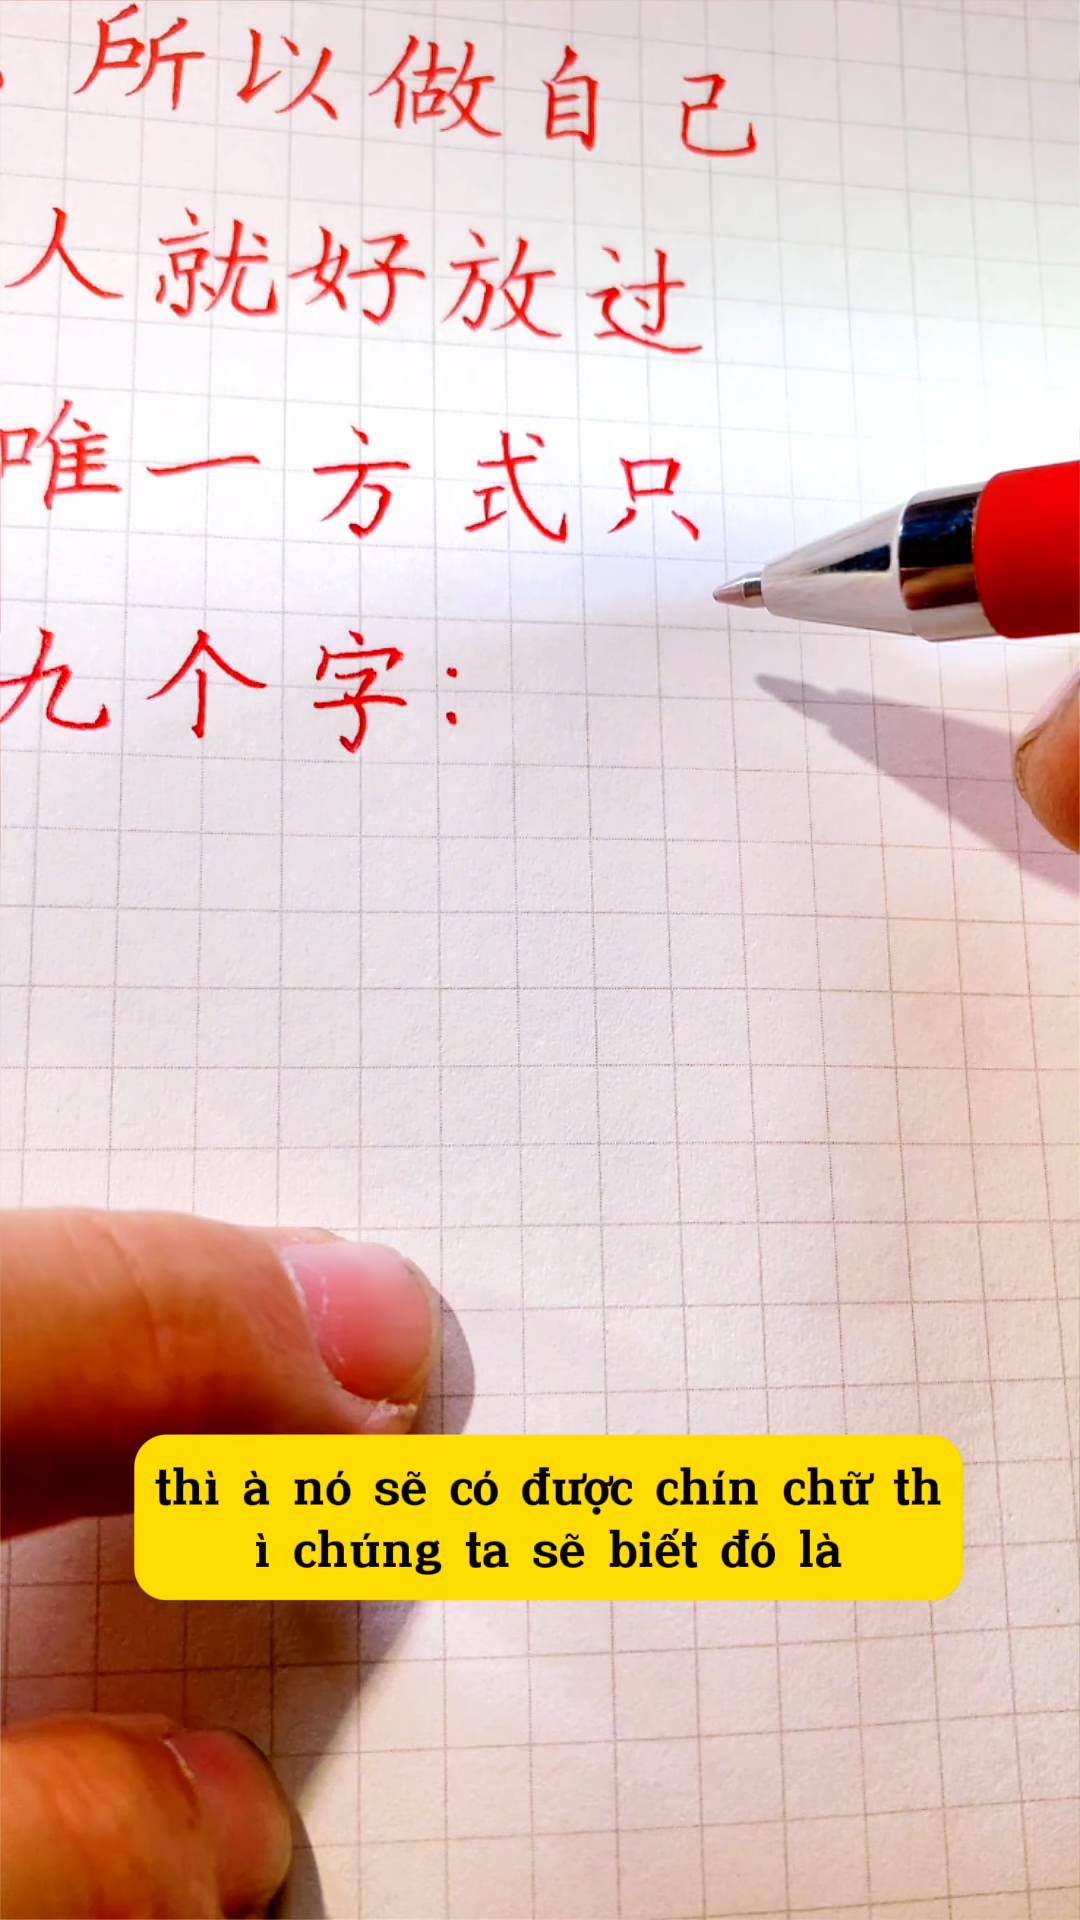 所以做自己
人就好放过
唯一方式只
九个字：
thì à nó sẽ có được chín chữ th
ì chúng ta sẽ biết đó là